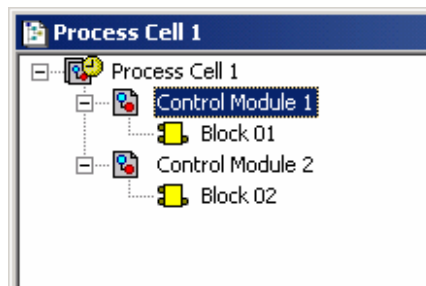 Process Cell 1
Process Cell 1
Control Module 1
Block 01
Control Module 2
Block 02